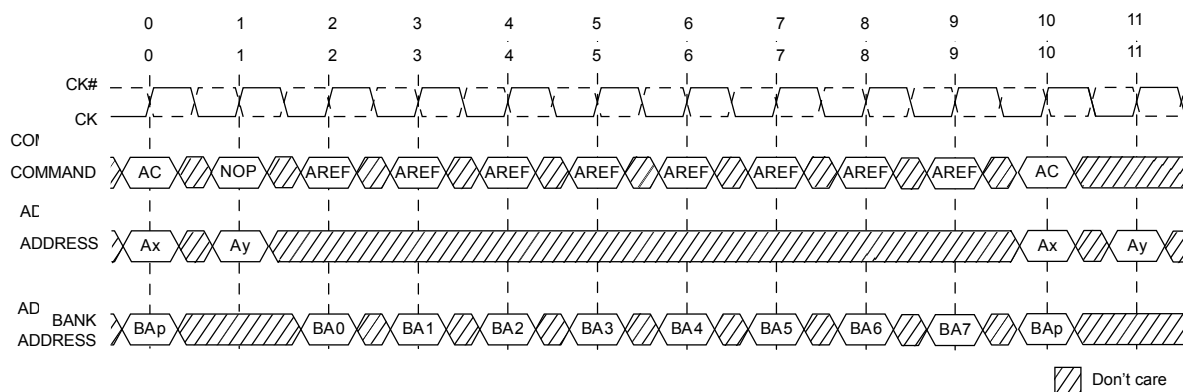 0 1 2 3 4 5 6 7 8 9 10 11
0 1 2 3 4 5 6 7 8 9 10 11
CK#
CK
COM
COMMAND AC NOP AREF AREF AREF AREF AREF AREF AREF AREF AC
AD
ADDRESS Ax Ay Ax Ay
AD
BANK
ADDRESS BAp BA0 BA1 BA2 BA3 BA4 BA5 BA6 BA7 BAp
Don't care